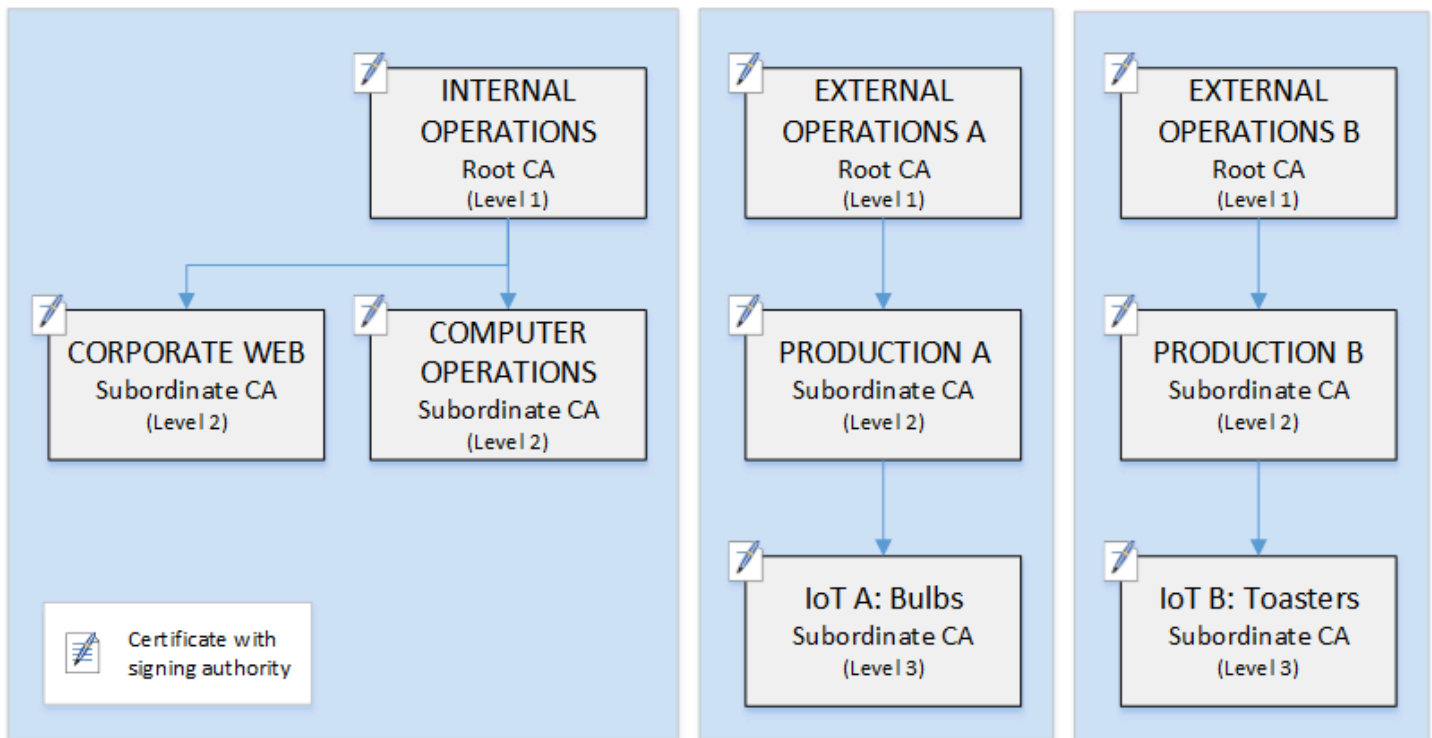 INTERNAL
OPERATIONS
Root CA
(Level 1)
EXTERNAL
OPERATIONS A
Root CA
(Level 1)
EXTERNAL
OPERATIONS B
Root CA
(Level 1)
CORPORATE WEB
Subordinate CA
(Level 2)
COMPUTER
OPERATIONS
Subordinate CA
(Level 2)
PRODUCTION A
Subordinate CA
(Level 2)
PRODUCTION B
Subordinate CA
(Level 2)
IoT A: Bulbs
Subordinate CA
(Level 3)
IoT B: Toasters
Subordinate CA
(Level 3)
Certificate with
signing authority